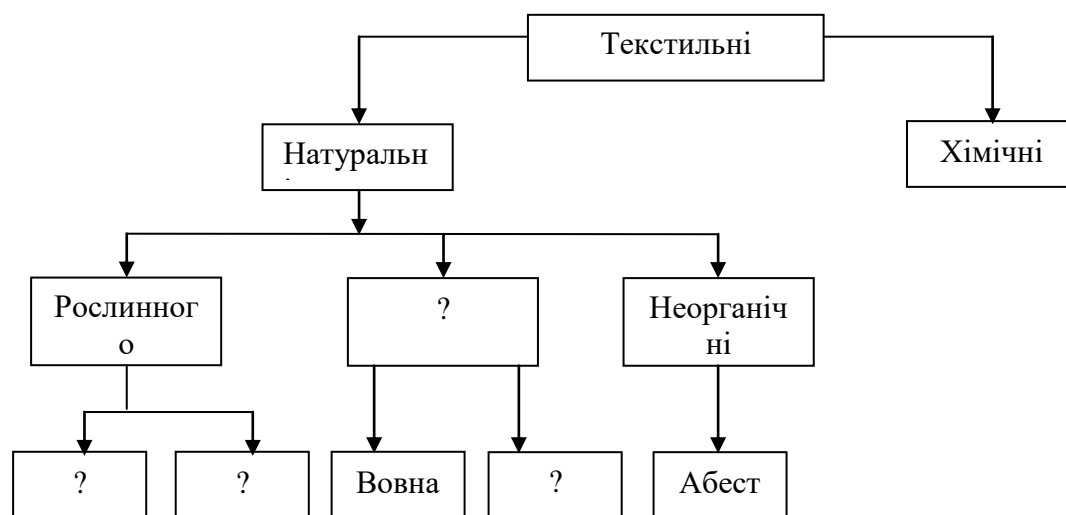 Текстильні
Натуральн
Хімічні
Рослинног
о
?
Неорганіч
ні
?
?
Вовна
?
Абест